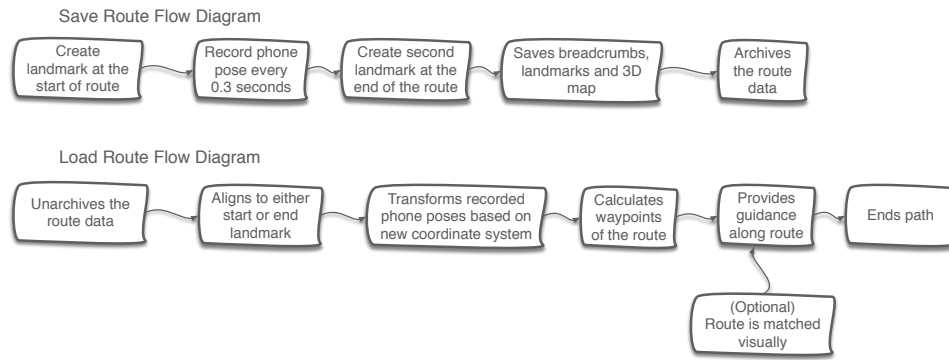 Save Route Flow Diagram
Create
landmark at the
start of route
Record phone
pose every
0.3 seconds
Create second
landmark at the
end of the route
Saves breadcrumbs,
landmarks and 3D
map
Archives
the route
data
Load Route Flow Diagram
Unarchives the
route data
Aligns to either
start or end
landmark
Transforms recorded
phone poses based on
new coordinate system
Calculates
waypoints
of the route
Provides
guidance
along route
Ends path
(Optional)
Route is matched
visually